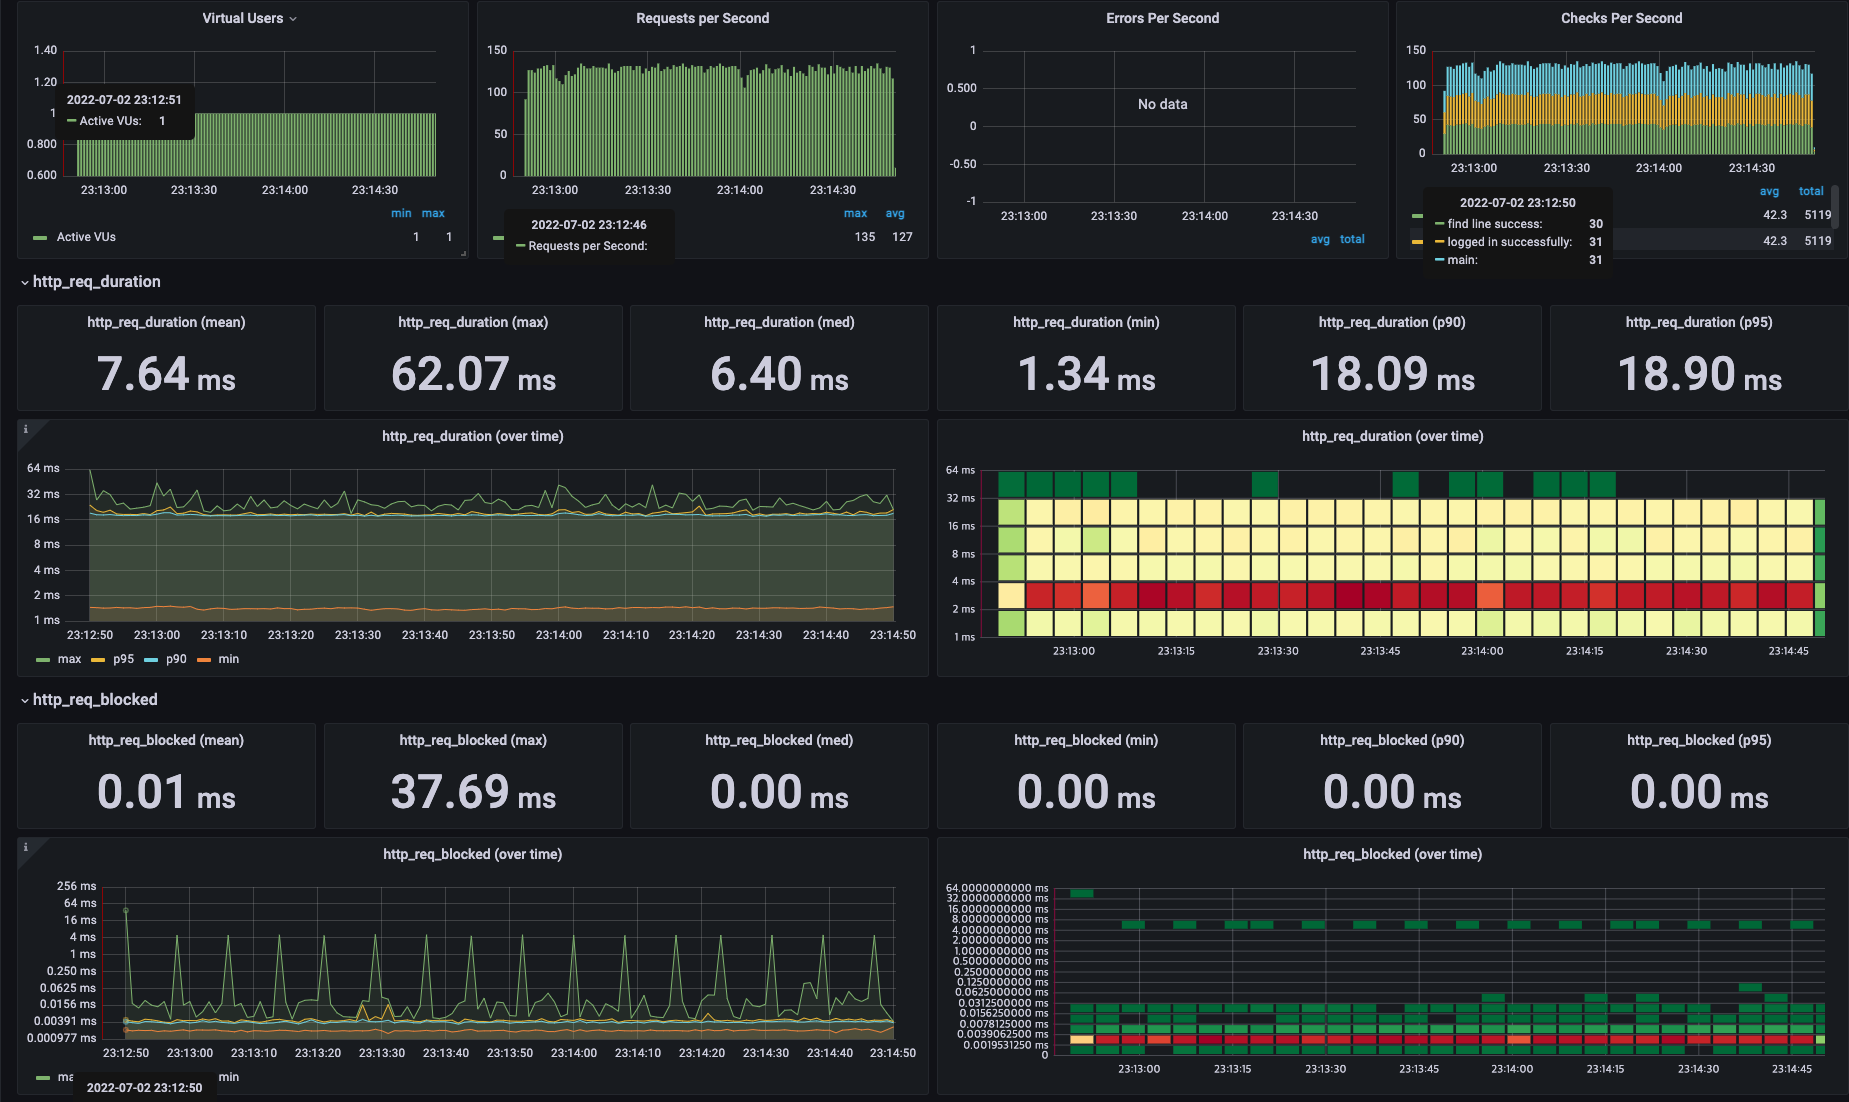 Virtual Users
1.40
1.20
1
0.800
0.600
2022-07-02 23:12:51
Active VUs: 1
23:13:00 23:13:30 23:14:00 23:14:30
min max
Active VUs 1 1
Requests per Second
150
100
50
0
23:13:00 23:13:30 23:14:00 23:14:30
max avg
135 127
2022-07-02 23:12:46
Requests per Second:
Errors Per Second
1
0.500
0
-0.50
-1
No data
23:13:00 23:13:30 23:14:00 23:14:30
avg total
Checks Per Second
150
100
50
0
23:13:00 23:13:30 23:14:00 23:14:30
avg total
42.3 5119
42.3 5119
2022-07-02 23:12:50
find line success: 30
logged in successfully: 31
main: 31
http_req_duration
http_req_duration (mean)
7.64 ms
http_req_duration (max)
62.07 ms
http_req_duration (med)
6.40 ms
http_req_duration (min)
1.34 ms
http_req_duration (p90)
18.09 ms
http_req_duration (p95)
18.90 ms
i
http_req_duration (over time)
64 ms
32 ms
16 ms
8 ms
4 ms
2 ms
1 ms
23:12:50 23:13:00 23:13:10 23:13:20 23:13:30 23:13:40 23:13:50 23:14:00 23:14:10 23:14:20 23:14:30 23:14:40 23:14:50
max p95 p90 min
http_req_duration (over time)
64 ms
32 ms
16 ms
8 ms
4 ms
2 ms
1 ms
23:13:00 23:13:15 23:13:30 23:13:45 23:14:00 23:14:15 23:14:30 23:14:45
http_req_blocked
http_req_blocked (mean)
0.01 ms
http_req_blocked (max)
37.69 ms
http_req_blocked (med)
0.00 ms
http_req_blocked (min)
0.00 ms
http_req_blocked (p90)
0.00 ms
http_req_blocked (p95)
0.00 ms
i
http_req_blocked (over time)
256 ms
64 ms
16 ms
4 ms
1 ms
0.250 ms
0.0625 ms
0.0156 ms
0.00391 ms
0.000977 ms
23:12:50 23:13:00 23:13:10 23:13:20 23:13:30 23:13:40 23:13:50 23:14:00 23:14:10 23:14:20 23:14:30 23:14:40 23:14:50
min
2022-07-02 23:12:50
http_req_blocked (over time)
64.0000000000 ms
32.0000000000 ms
16.0000000000 ms
8.0000000000 ms
4.0000000000 ms
2.0000000000 ms
1.0000000000 ms
0.5000000000 ms
0.2500000000 ms
0.1250000000 ms
0.0625000000 ms
0.0312500000 ms
0.0156250000 ms
0.0078125000 ms
0.0039062500 ms
0.0019531250 ms
0
23:13:00 23:13:15 23:13:30 23:13:45 23:14:00 23:14:15 23:14:30 23:14:45